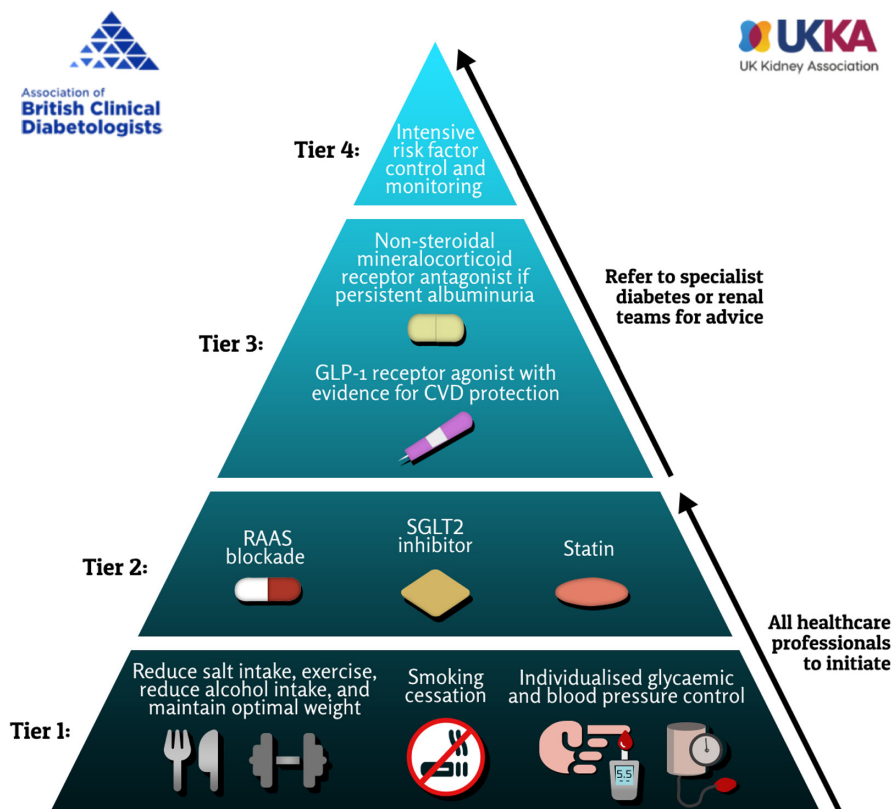 Association of
British Clinical
Diabetologists
UKKA
UK Kidney Association
Tier 4:
Intensive
risk factor
control and
monitoring
Tier 3:
Non-steroidal
mineralocorticoid
receptor antagonist if
persistent albuminuria
GLP-1 receptor agonist with
evidence for CVD protection
Refer to specialist
diabetes or renal
teams for advice
Tier 2:
RAAS
blockade
SGLT2
inhibitor
Statin
All healthcare
professionals
to initiate
Tier 1:
Reduce salt intake, exercise,
reduce alcohol intake, and
maintain optimal weight
Smoking
cessation
Individualised glycaemic
and blood pressure control
5.5